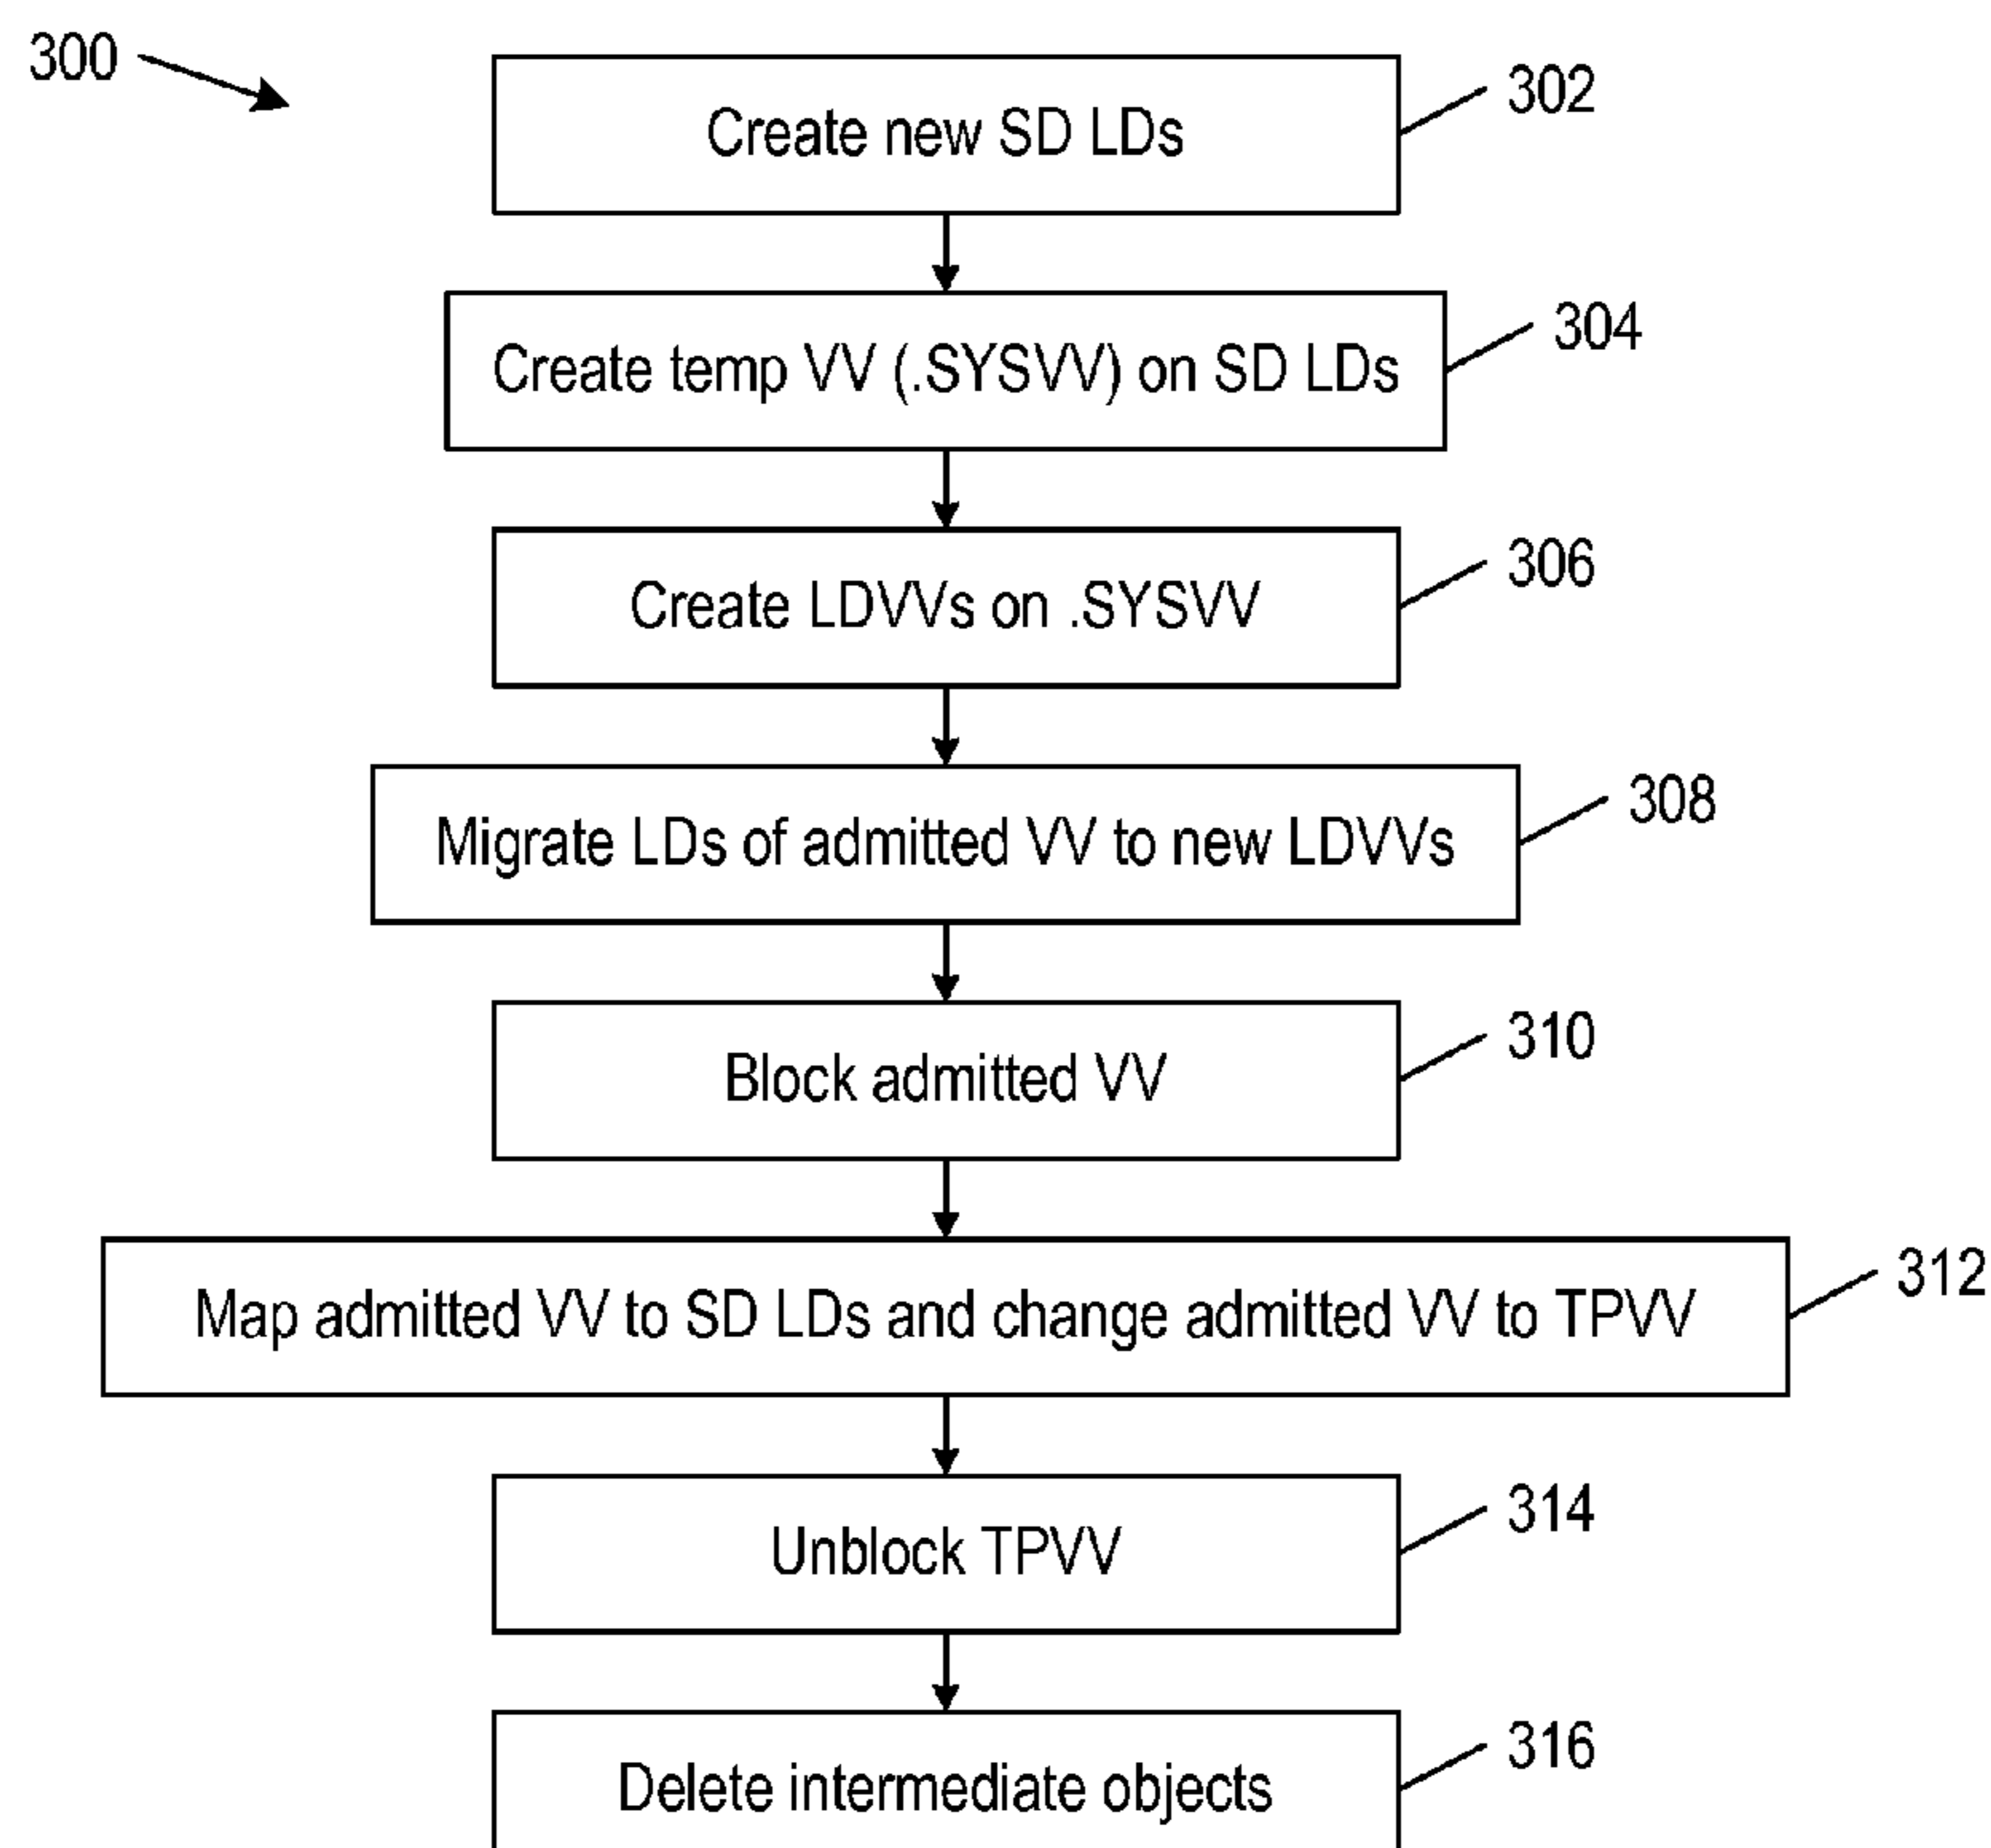 300
Create new SD LDs
302
Create temp VV (.SYSVV) on SD LDs
304
Create LDVVs on .SYSVV
306
Migrate LDs of admitted VV to new LDVVs
308
Block admitted VV
310
Map admitted VV to SD LDs and change admitted VV to TPVV
312
Unblock TPVV
314
Delete intermediate objects
316